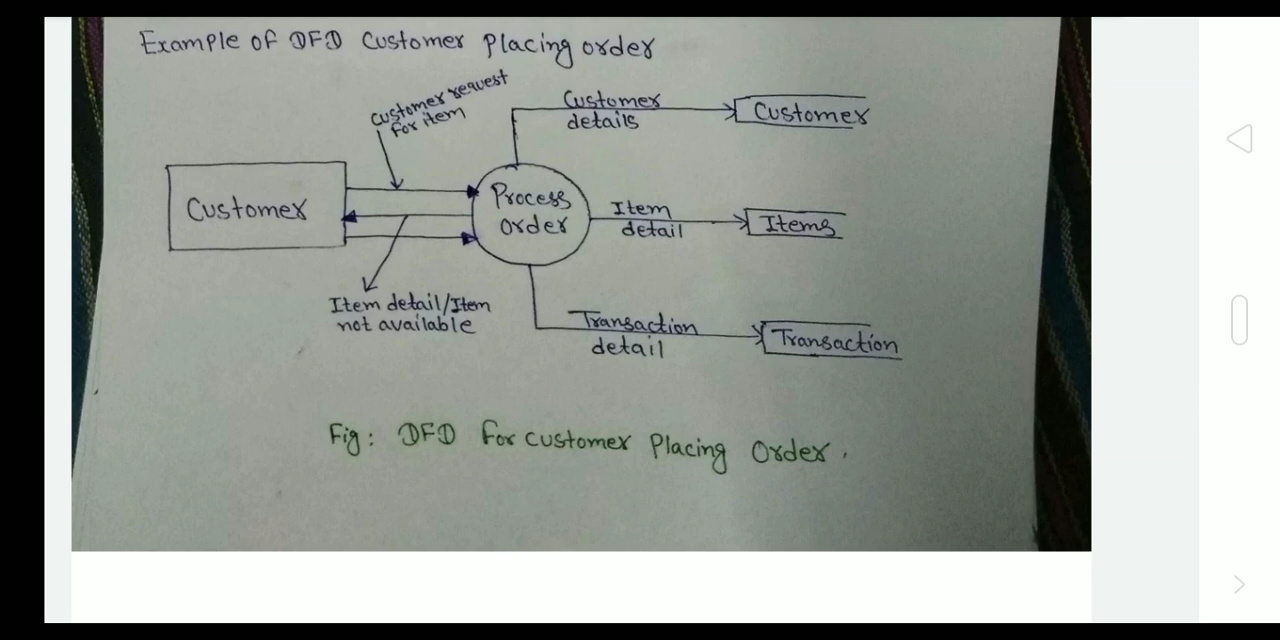 Example of DFD Customer Placing order
Customer request
for item
Customer
details
Customer
Customer
Process
order
Item
detail
Items
Item detail/Item
not available
Transaction
detail
Transaction
Fig: DFD for customer Placing Order.